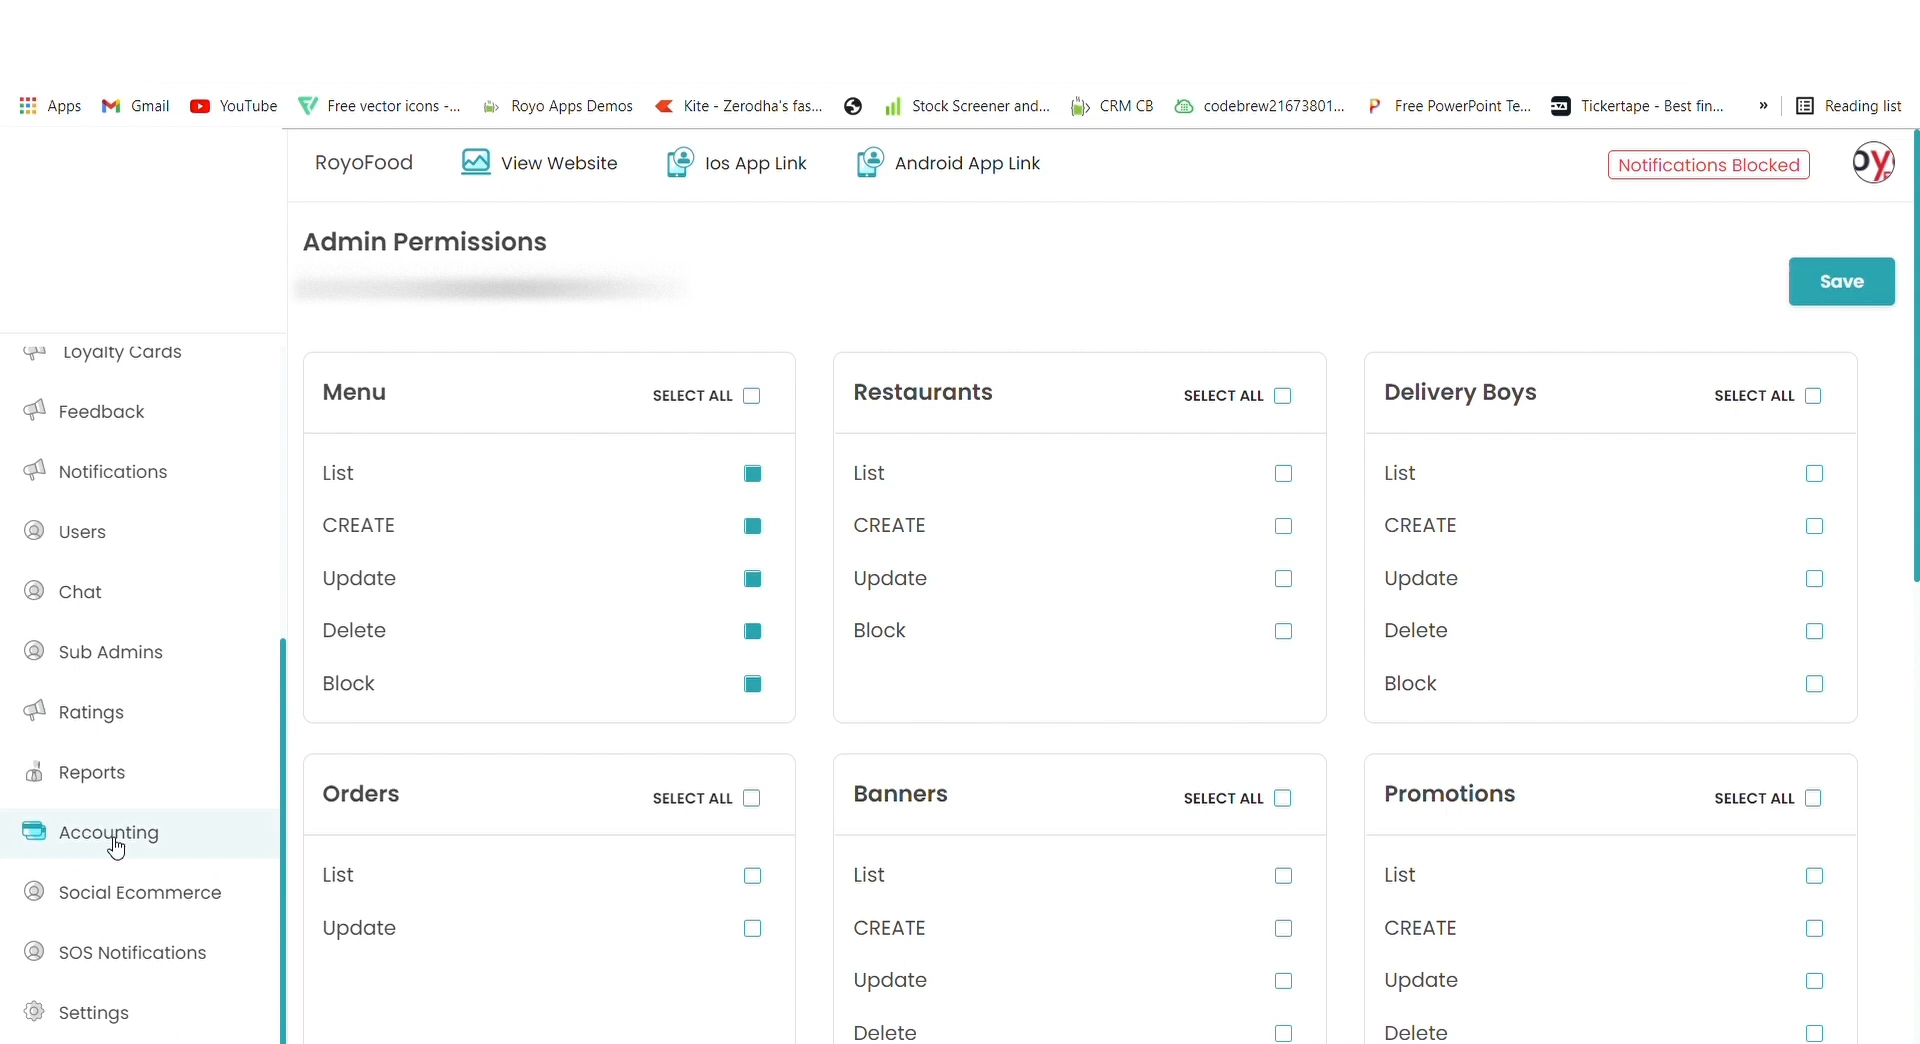 Apps Gmail YouTube Free vector icons -... Royo Apps Demos Kite - Zerodha's fas... Stock Screener and... CRM CB codebrew21673801... Free PowerPoint Te... Tickertape - Best fin... » Reading list
RoyoFood View Website Ios App Link Android App Link Notifications Blocked oy
Admin Permissions
Save
Loyalty Cards
Feedback
Notifications
Users
Chat
Sub Admins
Ratings
Reports
Accounting
Social Ecommerce
SOS Notifications
Settings
Menu SELECT ALL
List
CREATE
Update
Delete
Block
Restaurants SELECT ALL
List
CREATE
Update
Block
Delivery Boys SELECT ALL
List
CREATE
Update
Delete
Block
Orders SELECT ALL
List
Update
Banners SELECT ALL
List
CREATE
Update
Delete
Promotions SELECT ALL
List
CREATE
Update
Delete